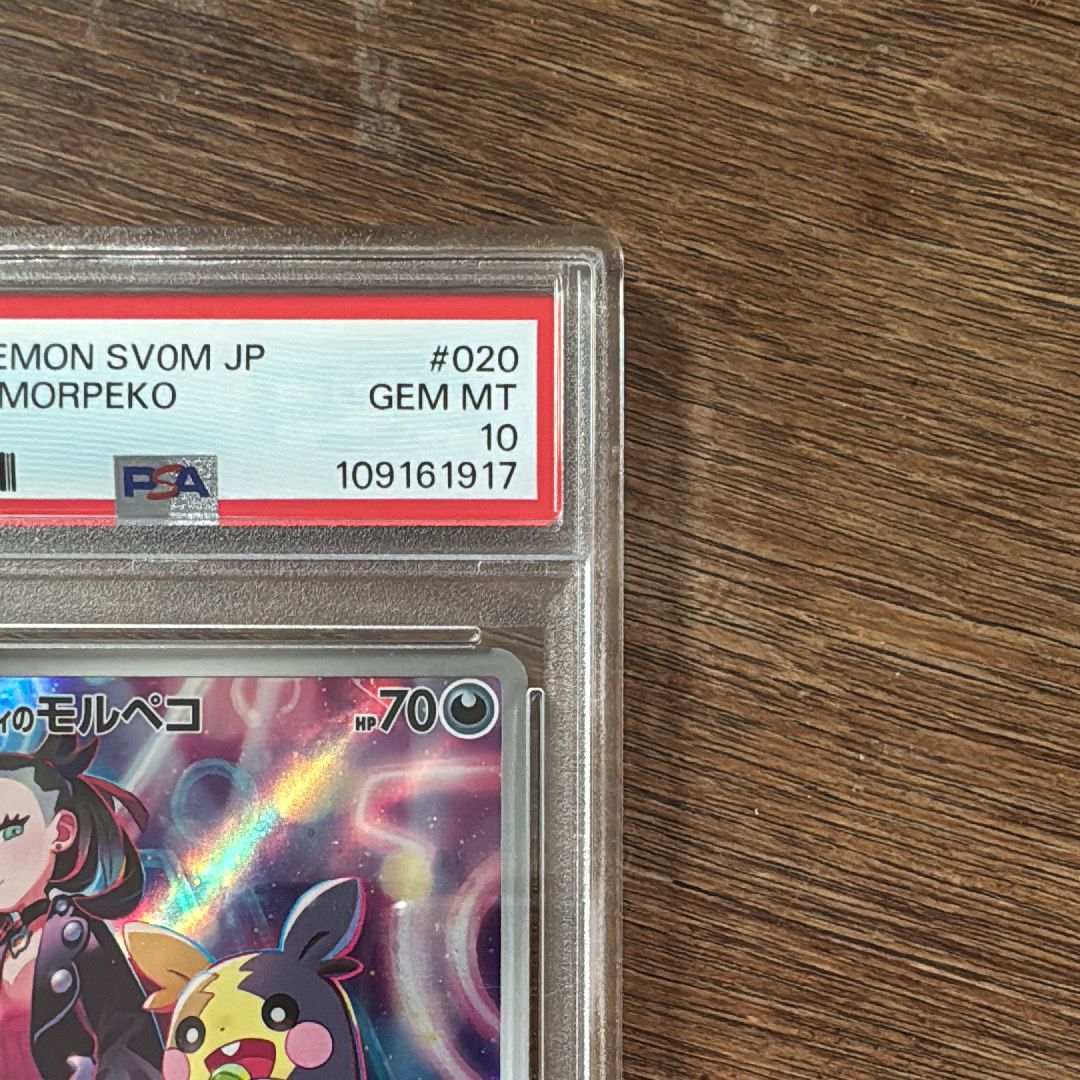 EMON SV0M JP #020
MORPEKO GEM MT
10
PSA 109161917
ィのモルペコ HP70